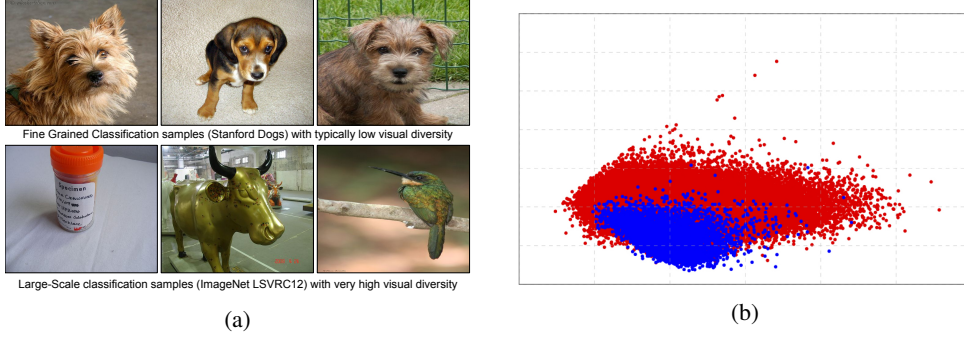 Fine Grained Classification samples (Stanford Dogs) with typically low visual diversity
Specimen
Large-Scale classification samples (ImageNet LSVRC12) with very high visual diversity
(a)
(b)